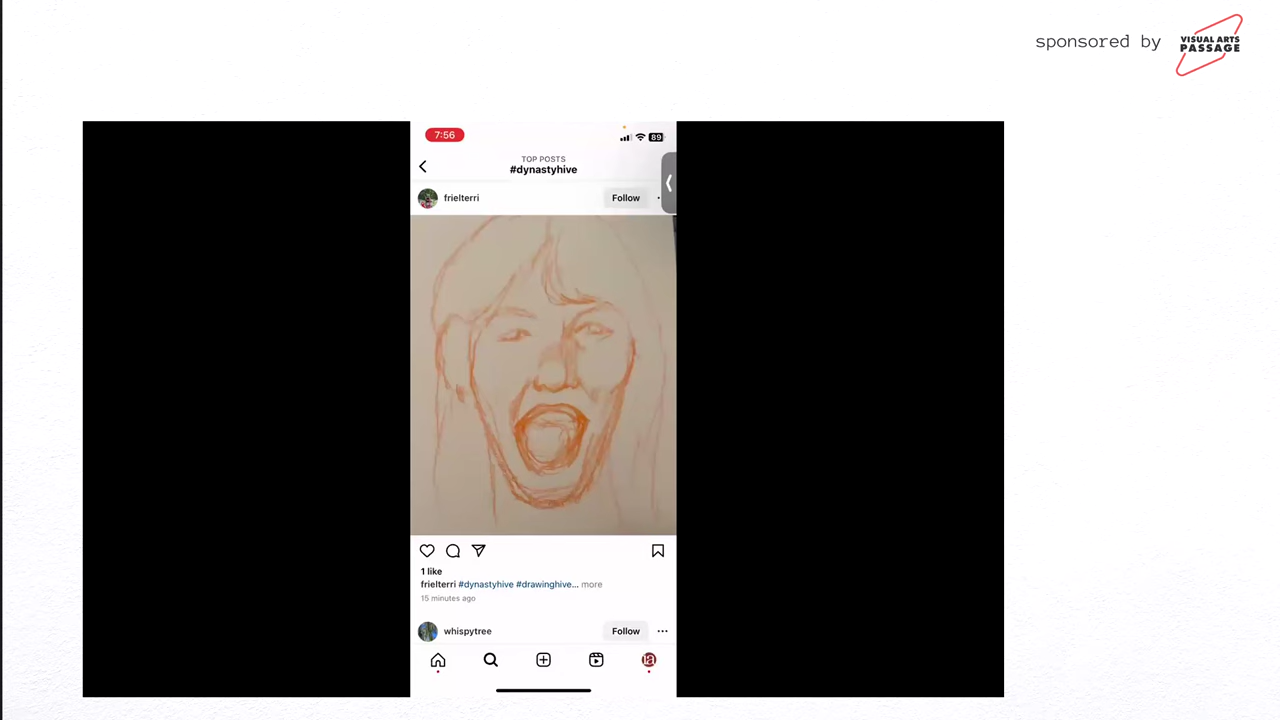 sponsored by
VISUAL ARTS
PASSAGE
7:56
89
TOP POSTS
#dynastyhive
frielterri
Follow
1 like
frielterri #dynastyhive #drawinghive... more
15 minutes ago
whispytree
Follow